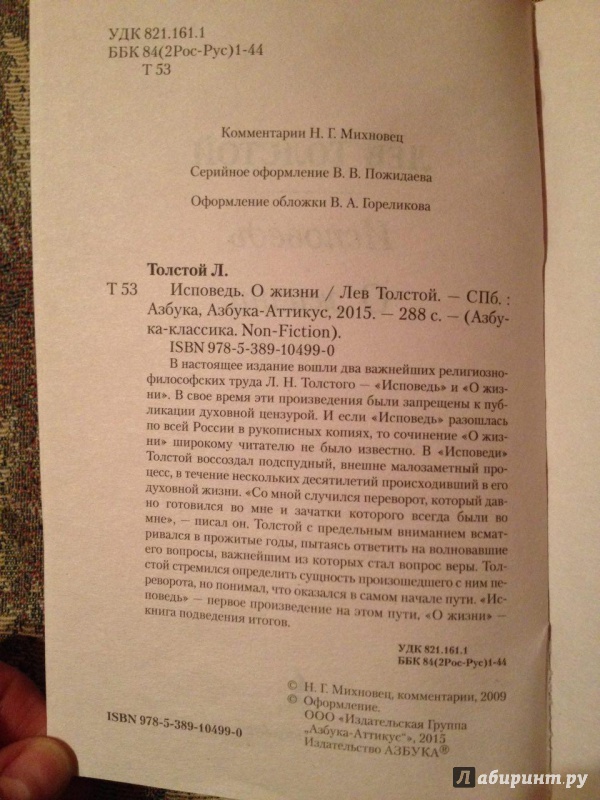 УДК 821.161.1
ББК 84(2Рос-Рус)1-44
Т 53
Комментарии Н. Г. Михновец
Серийное оформление В. В. Пожидаева
Оформление обложки В. А. Гореликова
Толстой Л.
Т 53 Исповедь. О жизни / Лев Толстой. — СПб. :
Азбука, Азбука-Аттикус, 2015. — 288 с. — (Азбу-
ка-классика. Non-Fiction).
ISBN 978-5-389-10499-0
В настоящее издание вошли два важнейших религиозно-
философских труда Л. Н. Толстого — «Исповедь» и «О жиз-
ни». В свое время эти произведения были запрещены к пу-
бликации духовной цензурой. И если «Исповедь» разошлась
по всей России в рукописных копиях, то сочинение «О жиз-
ни» широкому читателю не было известно. В «Исповеди»
Толстой воссоздал подспудный, внешне малозаметный про-
цесс, в течение нескольких десятилетий происходивший в его
духовной жизни. «Со мной случился переворот, который дав-
но готовился во мне и зачатки которого всегда были во
мне», — писал он. Толстой с предельным вниманием всмат-
ривался в прожитые годы, пытаясь ответить на волновавшие
его вопросы, важнейшим из которых стал вопрос веры. Тол-
стой стремился определить сущность произошедшего с ним пе-
реворота, но понимал, что оказался в самом начале пути. «Ис-
поведь» — первое произведение на этом пути, «О жизни» —
книга подведения итогов.
УДК 821.161.1
ББК 84(2Рос-Рус)1-44
© Н. Г. Михновец, комментарии, 2009
© Оформление.
ООО «Издательская Группа
„Азбука-Аттикус"», 2015
Издательство АЗБУКА®
ISBN 978-5-389-10499-0
Лабиринт.ру